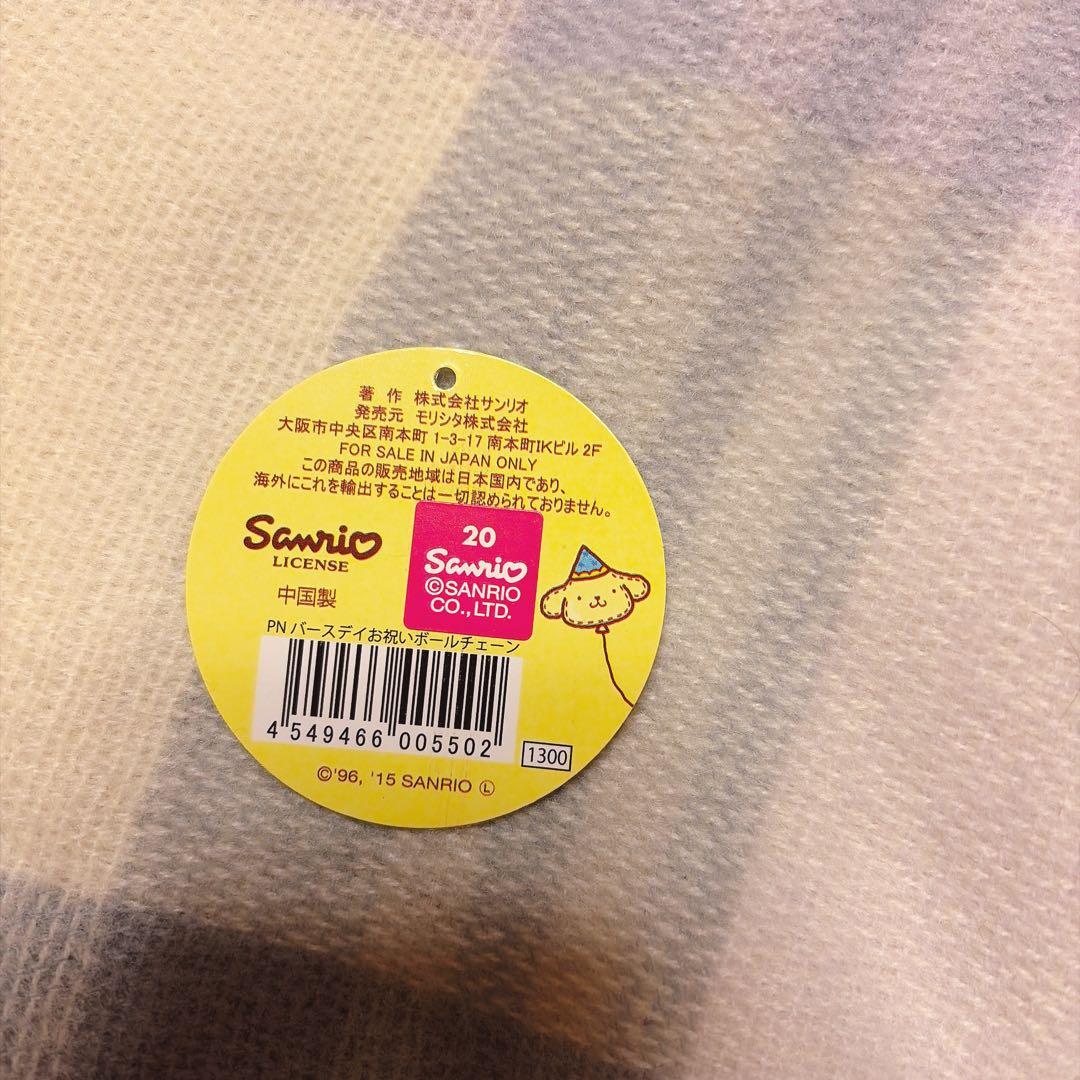 著 作 株式会社サンリオ
発売元 モリシタ株式会社
大阪市中央区南本町 1-3-17 南本町IKビル 2F
FOR SALE IN JAPAN ONLY
この商品の販売地域は日本国内であり、
海外にこれを輸出することは一切認められておりません。
Sanrio
LICENSE
中国製
20
Sanrio
©SANRIO
CO., LTD.
PN バースデイお祝いボールチェーン
4 549466 005502
1300
©'96, '15 SANRIO Ⓛ